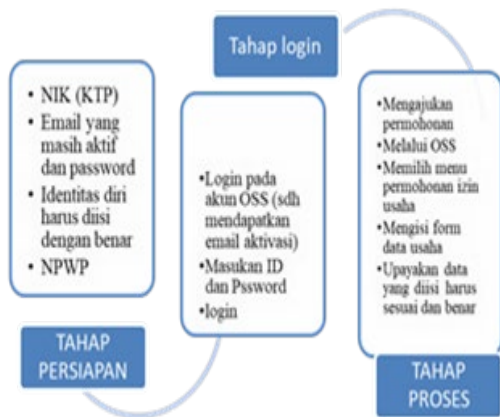 • NIK (KTP)
• Email yang
masih aktif
dan password
• Identitas diri
harus diisi
dengan benar
• NPWP
TAHAP
PERSIAPAN
Tahap login
•Login pada
akun OSS (sdh
mendapatkan
email aktivasi)
•Masukan ID
dan Pssword
•login
•Mengajukan
permohonan
•Melalui OSS
•Memilih menu
permohonan izin
usaha
•Mengisi form
data usaha
•Upayakan data
yang diisi harus
sesuai dan benar
TAHAP
PROSES